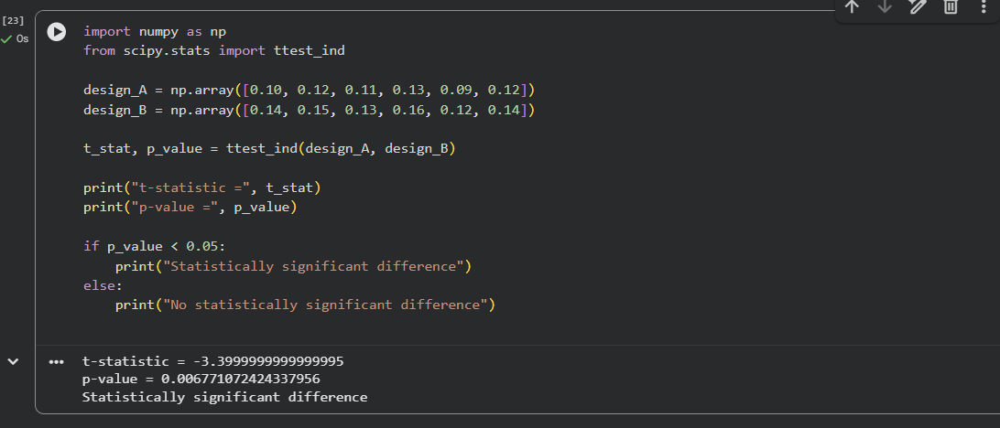 [23]
0s
import numpy as np
from scipy.stats import ttest_ind
design_A = np.array([0.10, 0.12, 0.11, 0.13, 0.09, 0.12])
design_B = np.array([0.14, 0.15, 0.13, 0.16, 0.12, 0.14])
t_stat, p_value = ttest_ind(design_A, design_B)
print("t-statistic =", t_stat)
print("p-value =", p_value)
if p_value < 0.05:
    print("Statistically significant difference")
else:
    print("No statistically significant difference")
t-statistic = -3.3999999999999995
p-value = 0.006771072424337956
Statistically significant difference